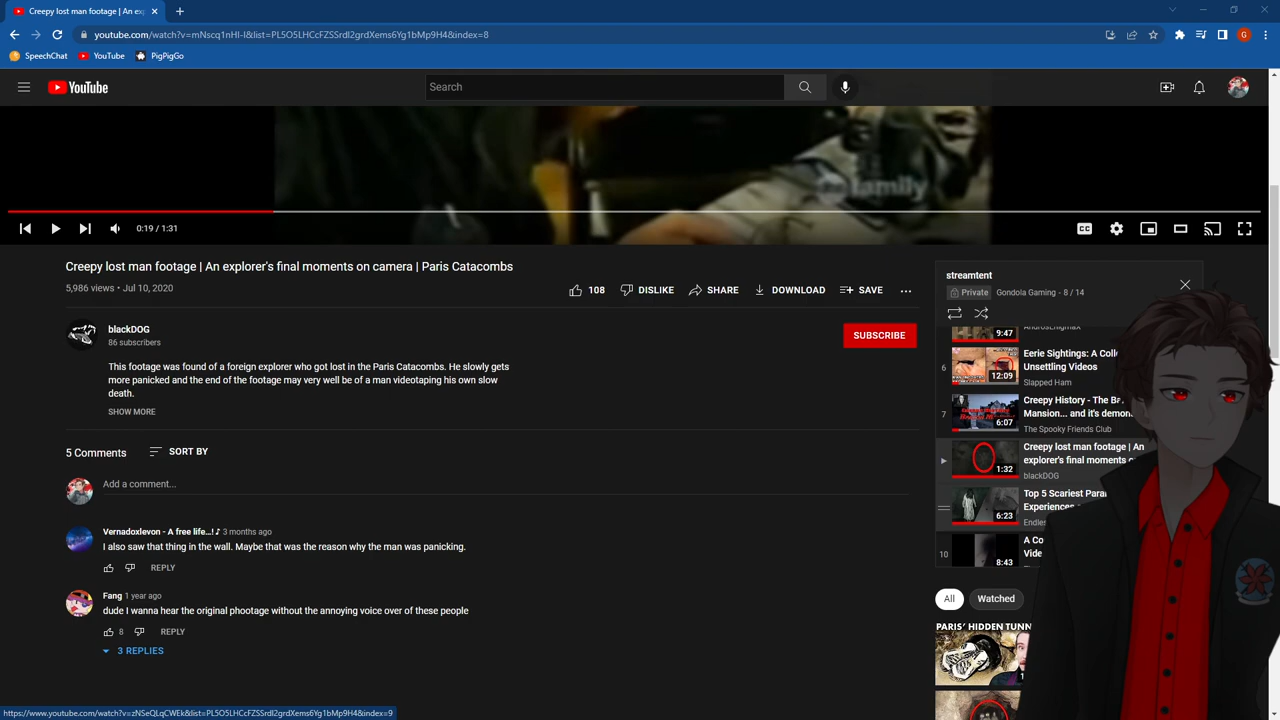 Creepy lost man footage | An ex
youtube.com/watch?v=mNscq1nHI-I&list=PL5O5LHCcFZSSrdI2grdXems6Yg1bMp9H4&index=8
G
SpeechChat
YouTube
PigPigGo
YouTube
Search
the family
0:19 / 1:31
CC
Creepy lost man footage | An explorer's final moments on camera | Paris Catacombs
5,986 views • Jul 10, 2020
108
DISLIKE
SHARE
DOWNLOAD
SAVE
blackDOG
86 subscribers
SUBSCRIBE
This footage was found of a foreign explorer who got lost in the Paris Catacombs. He slowly gets
more panicked and the end of the footage may very well be of a man videotaping his own slow
death.
SHOW MORE
5 Comments
SORT BY
Add a comment...
Vernadoxlevon - A free life...! ♪ 3 months ago
I also saw that thing in the wall. Maybe that was the reason why the man was panicking.
REPLY
Fang 1 year ago
dude I wanna hear the original phootage without the annoying voice over of these people
8
REPLY
3 REPLIES
streamtent
Private
Gondola Gaming - 8 / 14
AndrosEnigmaX
9:47
6
12:09
Eerie Sightings: A Coll
Unsettling Videos
Slapped Ham
7
6:07
Creepy History - The Ba
Mansion... and it's demon
The Spooky Friends Club
1:32
Creepy lost man footage | An
explorer's final moments o
blackDOG
6:23
Top 5 Scariest Para
Experiences
Endles
10
8:43
A Co
Vide
All
Watched
PARIS' HIDDEN TUNN
https://www.youtube.com/watch?v=zNSeQLqCWEk&list=PL5O5LHCcFZSSrdI2grdXems6Yg1bMp9H4&index=9